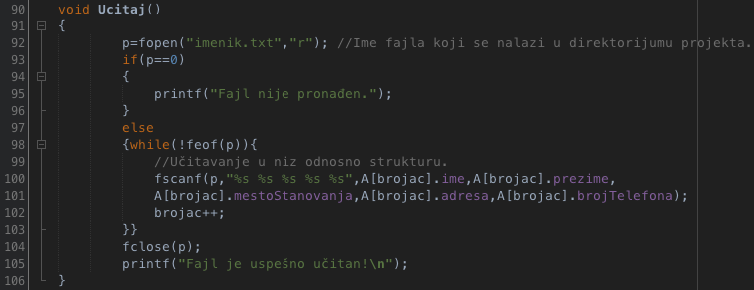 90 void Ucitaj()
91 {
92 p=fopen("imenik.txt","r"); //Ime fajla koji se nalazi u direktorijumu projekta.
93 if(p==0)
94 {
95 printf("Fajl nije pronađen.");
96 }
97 else
98 {while(!feof(p)){
99 //Učitavanje u niz odnosno strukturu.
100 fscanf(p,"%s %s %s %s %s",A[brojac].ime,A[brojac].prezime,
101 A[brojac].mestoStanovanja,A[brojac].adresa,A[brojac].brojTelefona);
102 brojac++;
103 }}
104 fclose(p);
105 printf("Fajl je uspešno učitan!\n");
106 }